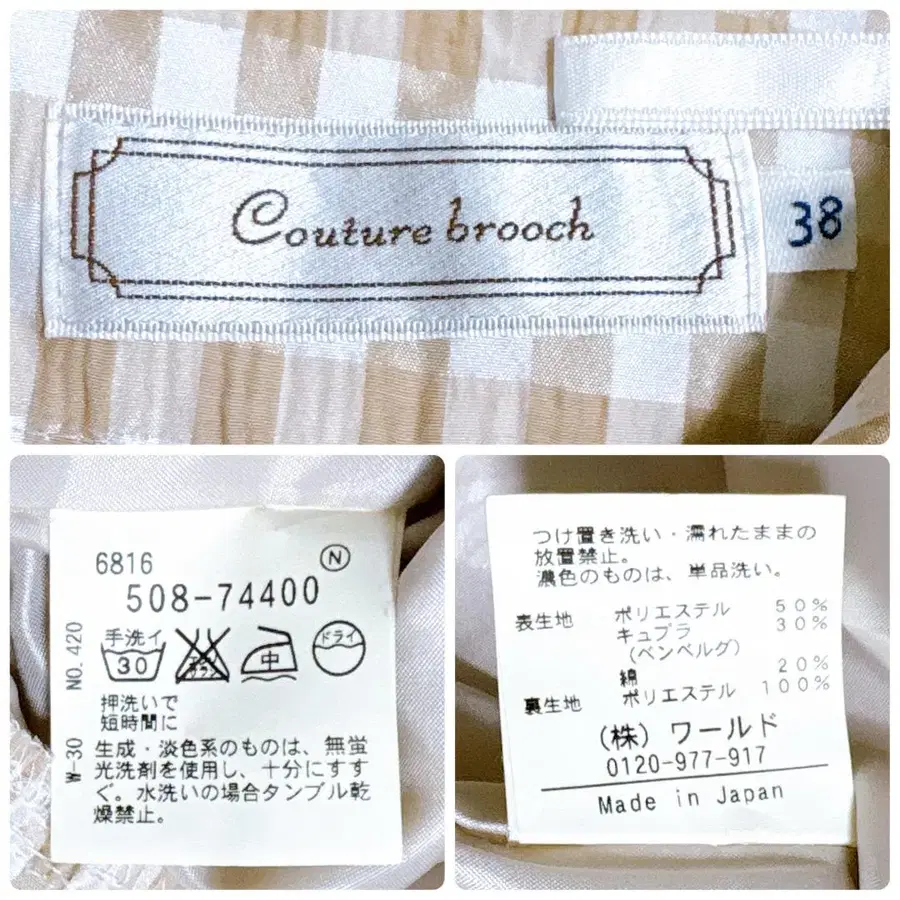 Couture brooch
38
6816
N
508-74400
手洗イ
30
エンソ
サラシ
中
ドライ
NO.420
W-30
押洗いで
短時間に
生成・淡色系のものは、無蛍
光洗剤を使用し、十分にすす
ぐ。水洗いの場合タンブル乾
燥禁止。
つけ置き洗い・濡れたままの
放置禁止。
濃色のものは、単品洗い。
表生地 ポリエステル 50%
キュプラ 30%
(ベンベルグ)
綿 20%
裏生地 ポリエステル 100%
(株) ワールド
0120-977-917
Made in Japan